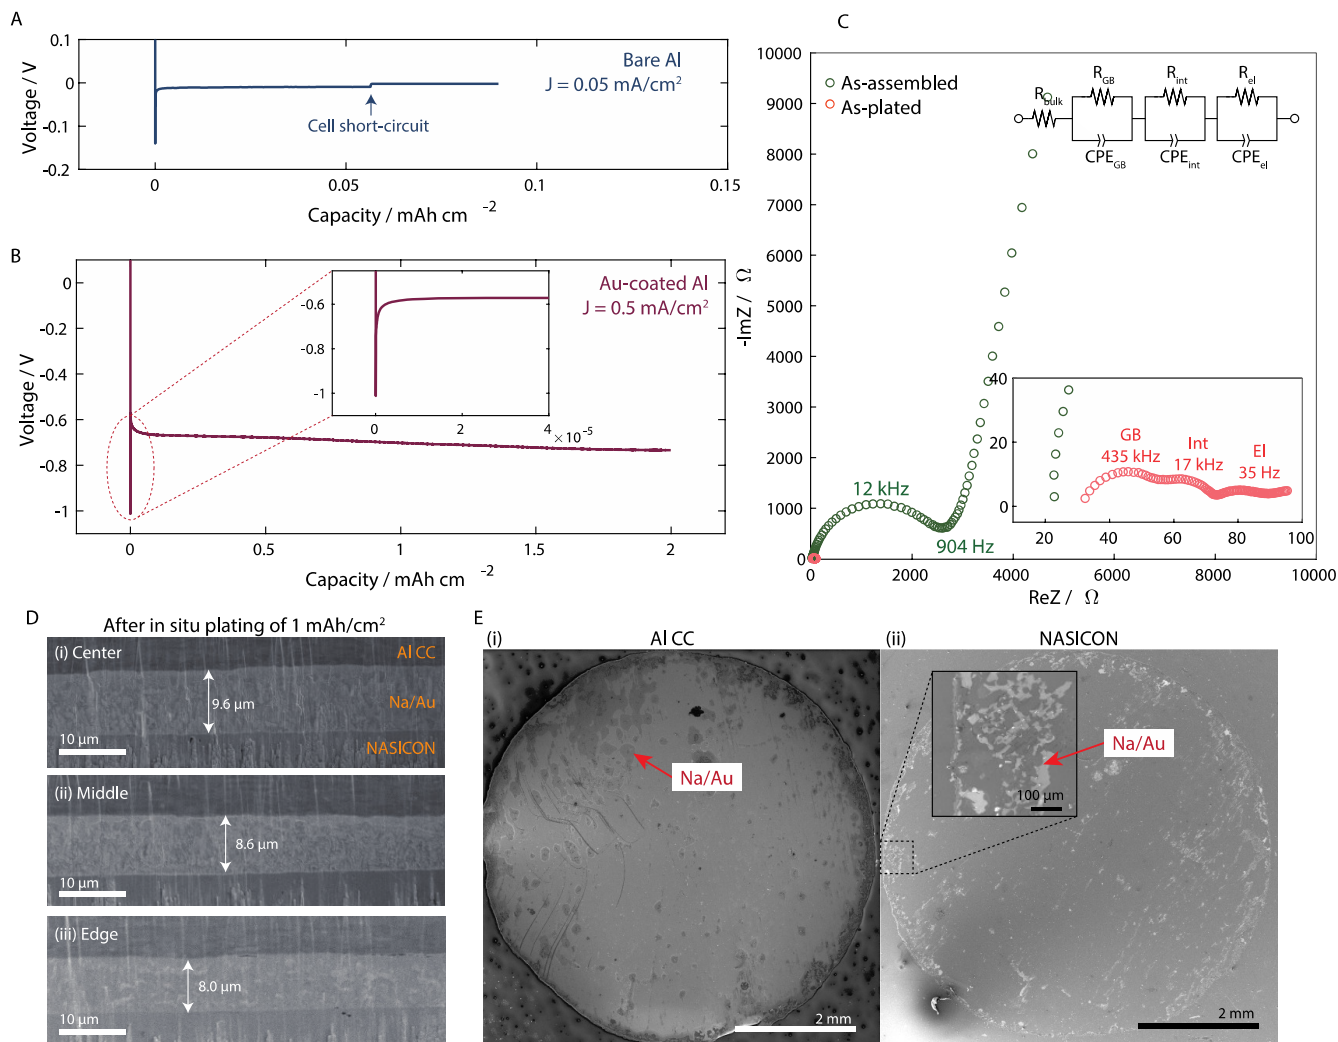 A
0.1
0
-0.1
-0.2
Voltage / V
Bare Al
J = 0.05 mA/cm²
Cell short-circuit
0
0.05
0.1
0.15
Capacity / mAh cm⁻²
B
0
-0.2
-0.4
-0.6
-0.8
-1
Voltage / V
Au-coated Al
J = 0.5 mA/cm²
-0.6
-0.8
-1
0
2
4
×10⁻⁵
0
0.5
1
1.5
2
Capacity / mAh cm⁻²
C
10000
9000
8000
7000
6000
5000
4000
3000
2000
1000
0
-ImZ / Ω
As-assembled
As-plated
R_bulk
R_GB
R_int
R_el
CPE_GB
CPE_int
CPE_el
12 kHz
904 Hz
40
20
0
GB
435 kHz
Int
17 kHz
El
35 Hz
20
40
60
80
100
0
2000
4000
6000
8000
10000
ReZ / Ω
D
After in situ plating of 1 mAh/cm²
(i) Center
Al CC
9.6 µm
Na/Au
10 µm
NASICON
(ii) Middle
8.6 µm
10 µm
(iii) Edge
8.0 µm
10 µm
E
(i)
Al CC
Na/Au
2 mm
(ii)
NASICON
Na/Au
100 µm
2 mm